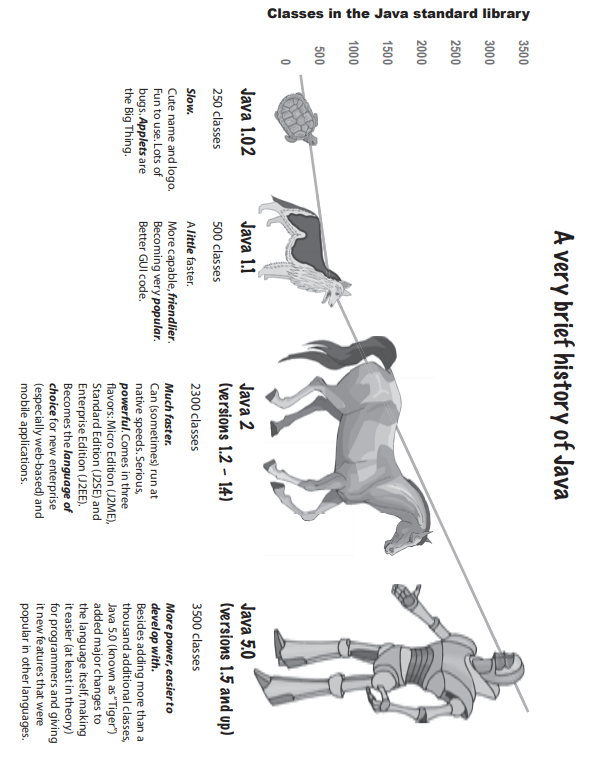 A very brief history of Java
Classes in the Java standard library
3500
3000
2500
2000
1500
1000
500
0
Java 1.02
250 classes
Slow.
Cute name and logo.
Fun to use. Lots of
bugs. Applets are
the Big Thing.
Java 1.1
500 classes
A little faster.
More capable, friendlier.
Becoming very popular.
Better GUI code.
Java 2
(versions 1.2 – 1.4)
2300 classes
Much faster.
Can (sometimes) run at
native speeds. Serious,
powerful. Comes in three
flavors: Micro Edition (J2ME),
Standard Edition (J2SE) and
Enterprise Edition (J2EE).
Becomes the language of
choice for new enterprise
(especially web-based) and
mobile applications.
Java 5.0
(versions 1.5 and up)
3500 classes
More power, easier to
develop with.
Besides adding more than a
thousand additional classes,
Java 5.0 (known as “Tiger”)
added major changes to
the language itself, making
it easier (at least in theory)
for programmers and giving
it new features that were
popular in other languages.